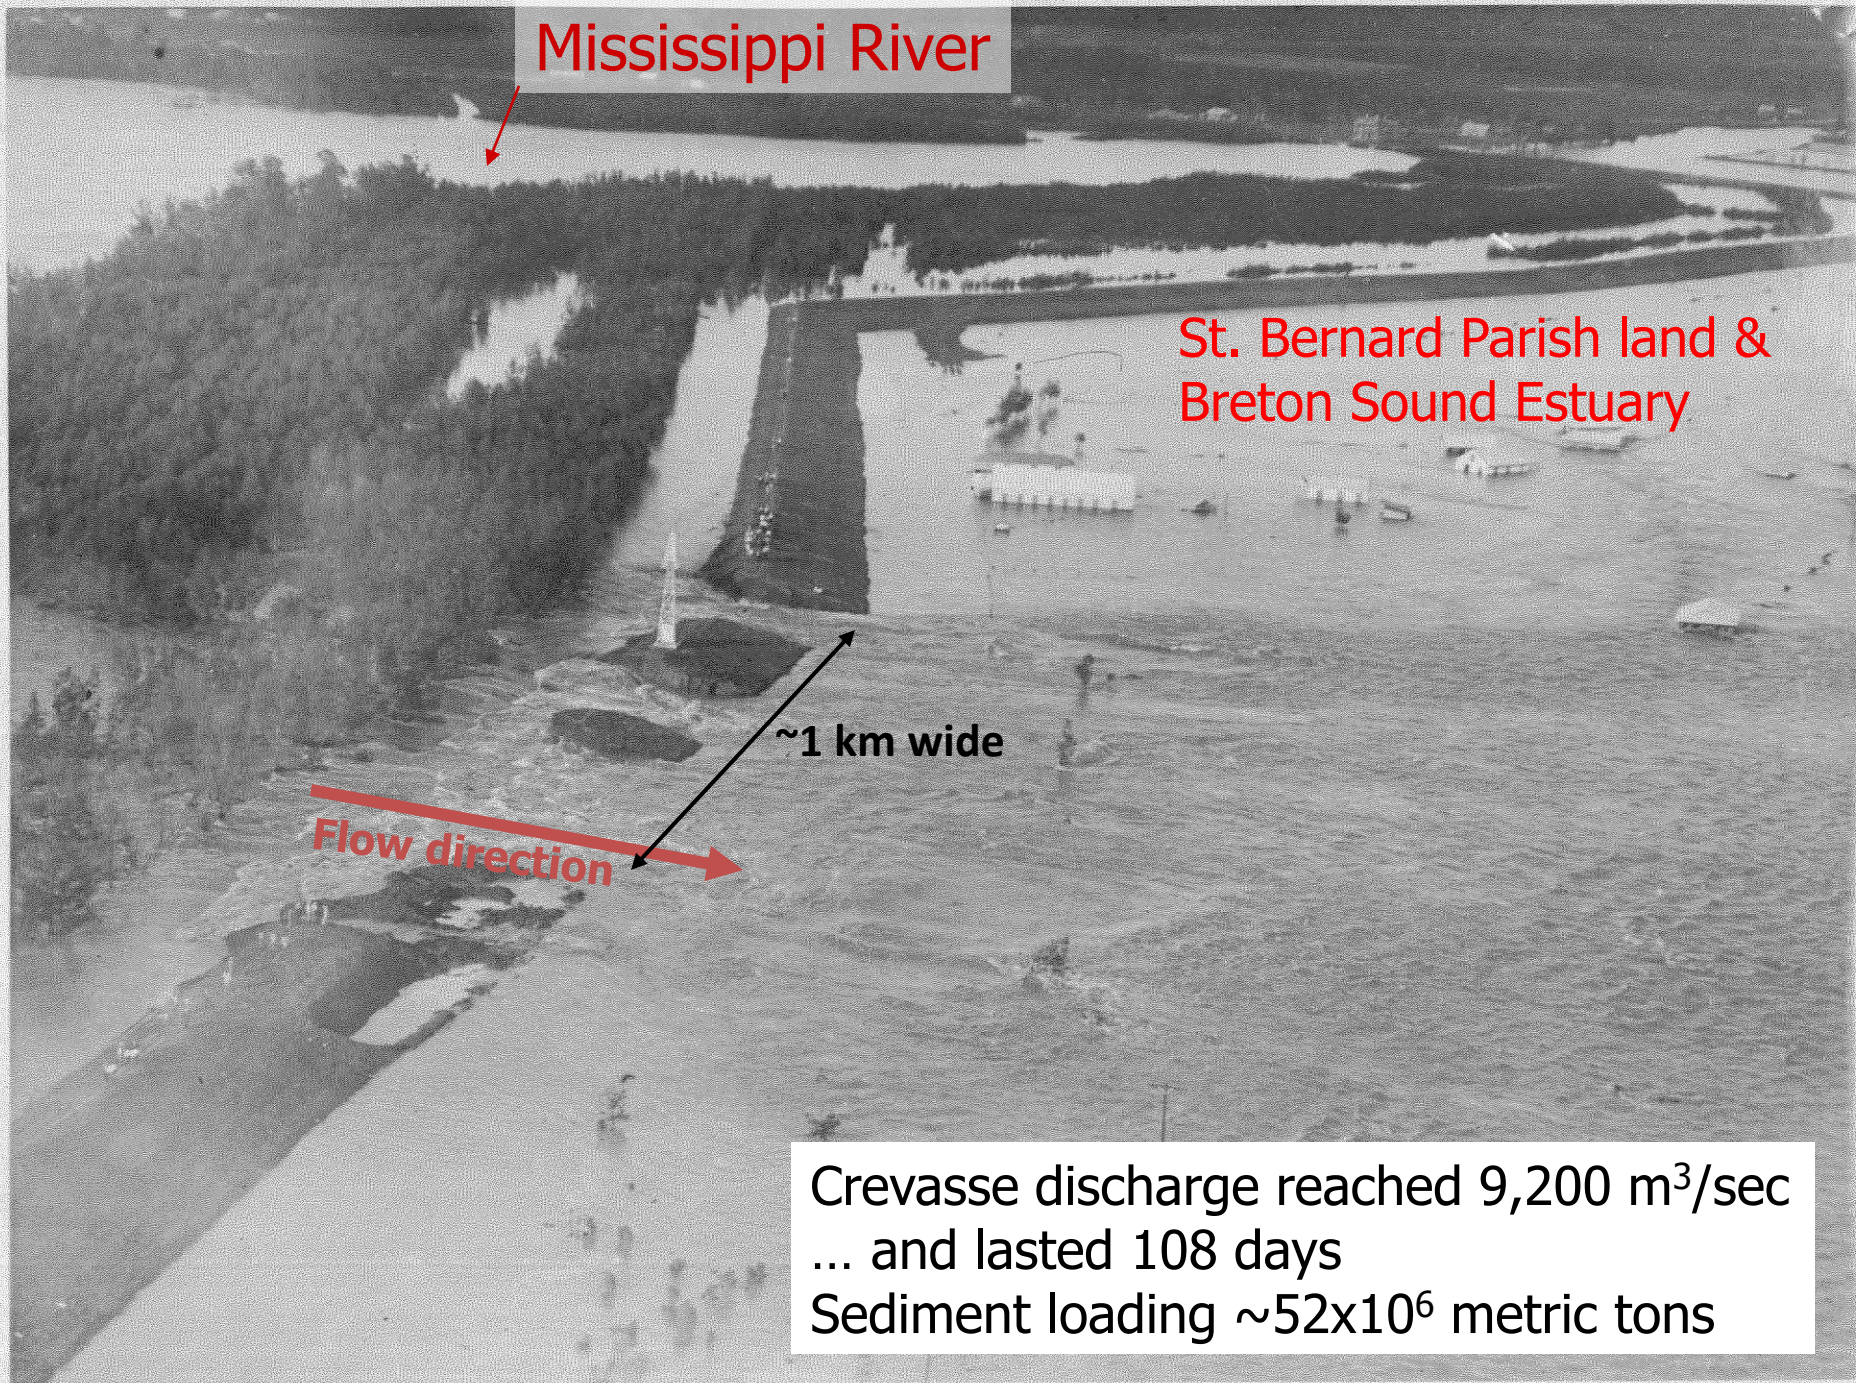 Mississippi River
St. Bernard Parish land &
Breton Sound Estuary
~1 km wide
Flow direction
Crevasse discharge reached 9,200 m³/sec
… and lasted 108 days
Sediment loading ~52x10⁶ metric tons